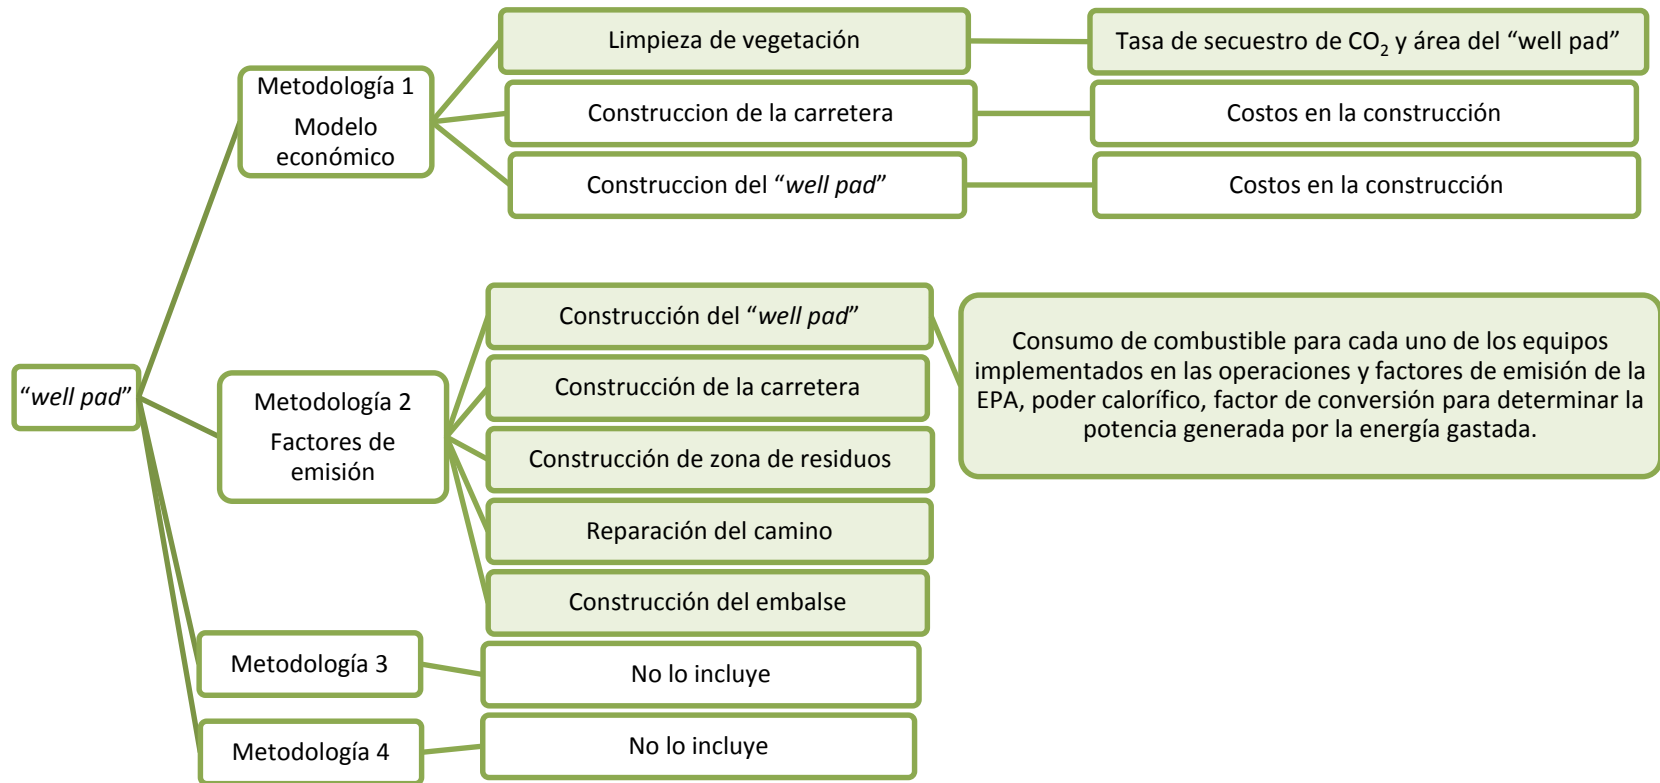 “well pad”
Metodología 1
Modelo
económico
Limpieza de vegetación
Tasa de secuestro de CO₂ y área del “well pad”
Construccion de la carretera
Costos en la construcción
Construccion del “well pad”
Costos en la construcción
Metodología 2
Factores de
emisión
Construcción del “well pad”
Consumo de combustible para cada uno de los equipos
implementados en las operaciones y factores de emisión de la
EPA, poder calorífico, factor de conversión para determinar la
potencia generada por la energía gastada.
Construcción de la carretera
Construcción de zona de residuos
Reparación del camino
Construcción del embalse
Metodología 3
No lo incluye
Metodología 4
No lo incluye